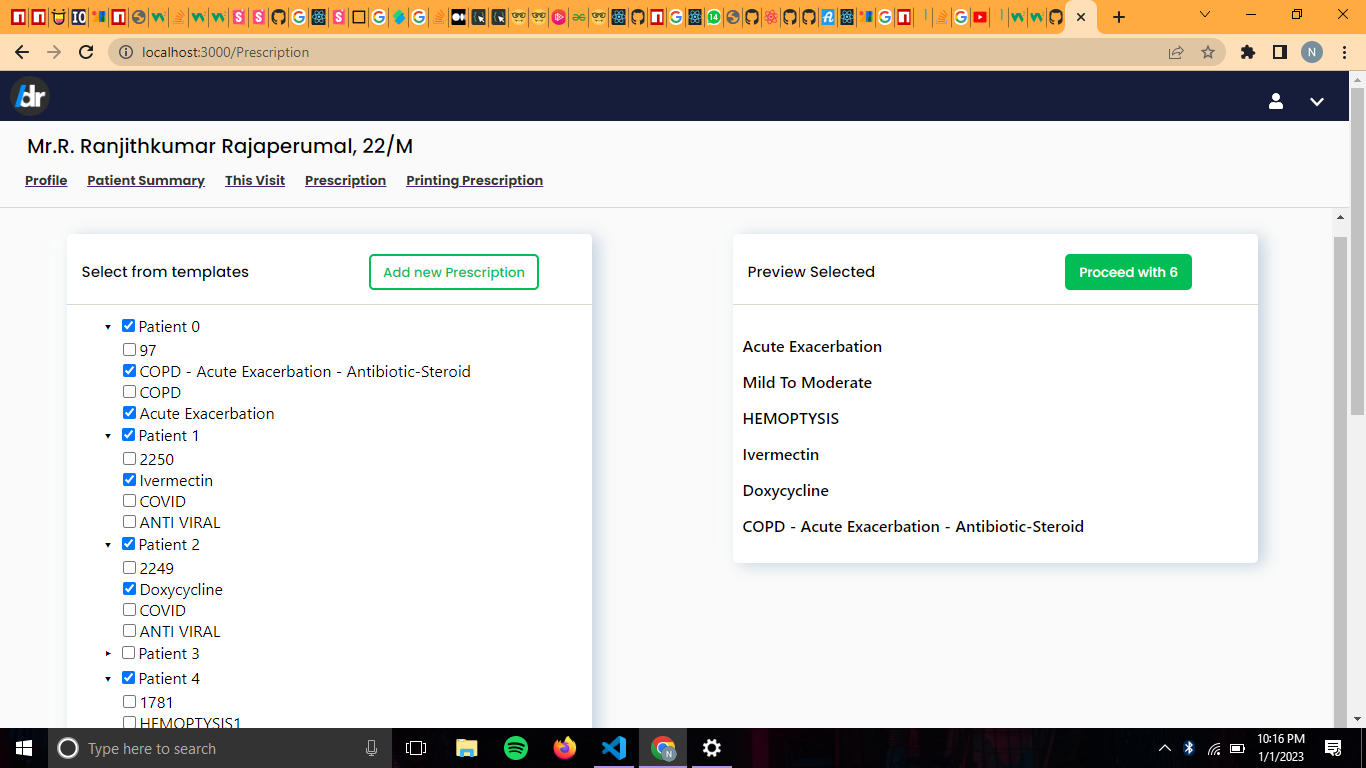 localhost:3000/Prescription
N
dr
Mr.R. Ranjithkumar Rajaperumal, 22/M
Profile Patient Summary This Visit Prescription Printing Prescription
Select from templates
Add new Prescription
Patient 0
97
COPD - Acute Exacerbation - Antibiotic-Steroid
COPD
Acute Exacerbation
Patient 1
2250
Ivermectin
COVID
ANTI VIRAL
Patient 2
2249
Doxycycline
COVID
ANTI VIRAL
Patient 3
Patient 4
1781
HEMOPTYSIS1
Preview Selected
Proceed with 6
Acute Exacerbation
Mild To Moderate
HEMOPTYSIS
Ivermectin
Doxycycline
COPD - Acute Exacerbation - Antibiotic-Steroid
Type here to search
10:16 PM
1/1/2023